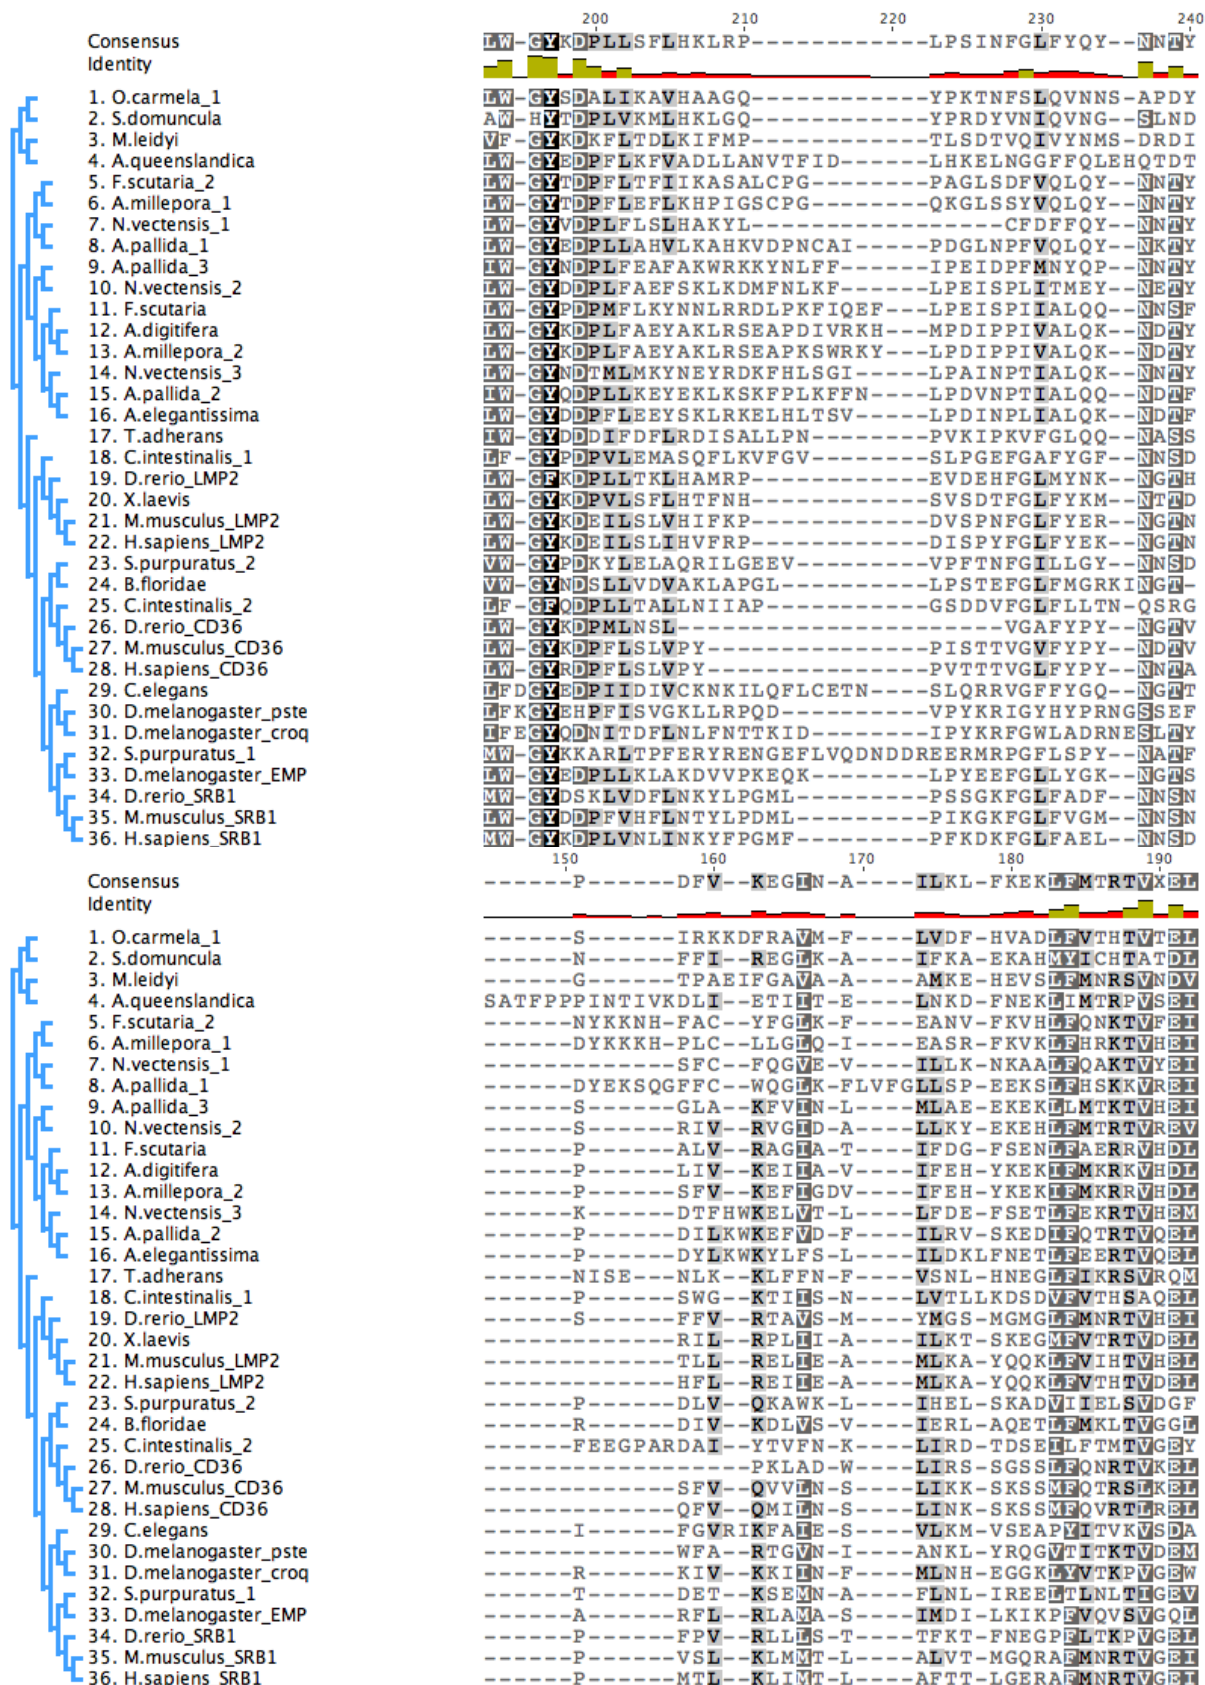 200 210 220 230 240
Consensus LW-GYKDPLLSFLHKLRP------------LPSINFGLFYQY--NNTY
Identity
1. O.carmela_1 LW-GYSDALIKAVHAAGQ------------YPKTNFSLQVNNS-APDY
2. S.domuncula AW-HYTDPLVKMLHKLGQ------------YPRDYVNIQVNG--SLND
3. M.leidyi VF-GYKDKFLTDLKIFMP------------TLSDTVQIVYNMS-DRDI
4. A.queenslandica LW-GYEDPFLKFVADLLANVTFID------LHKELNGGFFQLEHQTDT
5. F.scutaria_2 LW-GYTDPFLTFIIKASALCPG--------PAGLSDFVQLQY--NNTY
6. A.millepora_1 LW-GYTDPFLEFLKHPIGSCPG--------QKGLSSYVQLQY--NNTY
7. N.vectensis_1 LW-GYVDPLFLSLHAKYL-----------------CFDFFQY--NNTY
8. A.pallida_1 LW-GYEDPLLAHVLKAHKVDPNCAI-----PDGLNPFVQLQY--NKTY
9. A.pallida_3 IW-GYNDPLFEAFAKWRKKYNLFF------IPEIDPFMNYQP--NNTY
10. N.vectensis_2 LW-GYDDPLFAEFSKLKDMFNLKF------LPEISPLITMEY--NETY
11. F.scutaria LW-GYPDPMFLKYNNLRRDLPKFIQEF---LPEISPIIALQQ--NNSF
12. A.digitifera LW-GYKDPLFAEYAKLRSEAPDIVRKH---MPDIPPIVALQK--NDTY
13. A.millepora_2 LW-GYKDPLFAEYAKLRSEAPKSWRKY---LPDIPPIVALQK--NDTY
14. N.vectensis_3 LW-GYNDTMLMKYNEYRDKFHLSGI-----LPAINPTIALQK--NNTY
15. A.pallida_2 IW-GYQDPLLKEYEKLKSKFPLKFFN----LPDVNPTIALQQ--NDTF
16. A.elegantissima LW-GYDDPFLEEYSKLRKELHLTSV-----LPDINPLIALQK--NDTF
17. T.adherans IW-GYDDDIFDFLRDISALLPN--------PVKIPKVFGLQQ--NASS
18. C.intestinalis_1 LF-GYPDPVLEMASQFLKVFGV--------SLPGEFGAFYGF--NNSD
19. D.rerio_LMP2 LW-GFKDPLLTKLHAMRP------------EVDEHFGLMYNK--NGTH
20. X.laevis LW-GYKDPVLSFLHTFNH------------SVSDTFGLFYKM--NTTD
21. M.musculus_LMP2 LW-GYKDEILSLVHIFKP------------DVSPNFGLFYER--NGTN
22. H.sapiens_LMP2 LW-GYKDEILSLIHVFRP------------DISPYFGLFYEK--NGTN
23. S.purpuratus_2 VW-GYPDKYLELAQRILGEEV---------VPFTNFGILLGY--NNSD
24. B.floridae VW-GYNDSLLVDVAKLAPGL----------LPSTEFGLFMGRKINGT-
25. C.intestinalis_2 LF-GFQDPLLTALLNIIAP-----------GSDDVFGLFLLTN-QSRG
26. D.rerio_CD36 LW-GYKDPMLNSL----------------------VGAFYPY--NGTV
27. M.musculus_CD36 LW-GYKDPFLSLVPY---------------PISTTVGVFYPY--NDTV
28. H.sapiens_CD36 LW-GYRDPFLSLVPY---------------PVTTTVGLFYPY--NNTA
29. C.elegans LFDGYEDPIIDIVCKNKILQFLCETN----SLQRRVGFFYGQ--NGTT
30. D.melanogaster_pste LFKGYEHPFISVGKLLRPQD----------VPYKRIGYHYPRNGSSEF
31. D.melanogaster_croq IFEGYQDNITDFLNLFNTTKID--------IPYKRFGWLADRNESLTY
32. S.purpuratus_1 MW-GYKKARLTPFERYRENGEFLVQDNDDREERMRPGFLSY--NATF
33. D.melanogaster_EMP LW-GYEDPLLKLAKDVVPKEQK--------LPYEEFGLLYGK--NGTS
34. D.rerio_SRB1 MW-GYDSKLVDFLNKYLPGML---------PSSGKFGLFADF--NNSN
35. M.musculus_SRB1 LW-GYDDPFVHFLNTYLPDML---------PIKGKFGLFVGM--NNSN
36. H.sapiens_SRB1 MW-GYKDPLVNLINKYFPGMF---------PFKDKFGLFAEL--NNSD
150 160 170 180 190
Consensus ------P------DFV--KEGIN-A----ILKL-FKEKLFMTRTVXEL
Identity
1. O.carmela_1 ------S------IRKKDFRAVM-F----LVDF-HVADLFVTHTVTEL
2. S.domuncula ------N------FFI--REGLK-A----IFKA-EKAHMYICHTATDL
3. M.leidyi ------G------TPAEIFGAVA-A----AMKE-HEVSLFMNRSVNDV
4. A.queenslandica SATFPPPINTIVKDLI--ETIIT-E----LNKD-FNEKLIMTRPVSEI
5. F.scutaria_2 ------NYKKNH-FAC--YFGLK-F----EANV-FKVHLFQNKTVFEI
6. A.millepora_1 ------DYKKKH-PLC--LLGLQ-I----EASR-FKVKLFHRKTVHEI
7. N.vectensis_1 -------------SFC--FQGVE-V----ILLK-NKAALFQAKTVYEI
8. A.pallida_1 ------DYEKSQGFFC--WQGLK-FLVFGLLSP-EEKSLFHSKKVREI
9. A.pallida_3 ------S------GLA--KFVIN-L----MLAE-EKEKLLMTKTVHEI
10. N.vectensis_2 ------S------RIV--RVGID-A----LLKY-EKEHLFMTRTVREV
11. F.scutaria ------P------ALV--RAGIA-T----IFDG-FSENLFAERRVHDL
12. A.digitifera ------P------LIV--KEIIA-V----IFEH-YKEKIFMKRKVHDL
13. A.millepora_2 ------P------SFV--KEFIGDV----IFEH-YKEKIFMKRRVHDL
14. N.vectensis_3 ------K------DTFHWKELVT-L----LFDE-FSETLFEKRTVHEM
15. A.pallida_2 ------P------DILKWKEFVD-F----ILRV-SKEDIFQTRTVQEL
16. A.elegantissima ------P------DYLKWKYLFS-L----ILDKLFNETLFEERTVQEL
17. T.adherans ------NISE---NLK--KLFFN-F----VSNL-HNEGLFIKRSVRQM
18. C.intestinalis_1 ------P------SWG--KTIIS-N----LVTLLKDSDVFVTHSAQEL
19. D.rerio_LMP2 ------S------FFV--RTAVS-M----YMGS-MGMGLFMNRTVHEI
20. X.laevis -------------RIL--RPLII-A----ILKT-SKEGMFVTRTVDEL
21. M.musculus_LMP2 -------------TLL--RELIE-A----MLKA-YQQKLFVIHTVHEL
22. H.sapiens_LMP2 -------------HFL--REIIE-A----MLKA-YQQKLFVTHTVDEL
23. S.purpuratus_2 ------P------DLV--QKAWK-L----IHEL-SKADVIIELSVDGF
24. B.floridae ------R------DIV--KDLVS-V----IERL-AQETLFMKLTVGGL
25. C.intestinalis_2 ------FEEGPARDAI--YTVFN-K----LIRD-TDSEILFTMTVGEY
26. D.rerio_CD36 ------------------PKLAD-W----LIRS-SGSSLFQNRTVKEL
27. M.musculus_CD36 -------------SFV--QVVLN-S----LIKK-SKSSMFQTRSLKEL
28. H.sapiens_CD36 -------------QFV--QMILN-S----LINK-SKSSMFQVRTLREL
29. C.elegans ------I------FGVRIKFAIE-S----VLKM-VSEAPYITVKVSDA
30. D.melanogaster_pste -------------WFA--RTGVN-I----ANKL-YRQGVTITKTVDEM
31. D.melanogaster_croq ------R------KIV--KKIIN-F----MLNH-EGGKLYVTKPVGEW
32. S.purpuratus_1 ------T------DET--KSEMN-A----FLNL-IREELTLNLTIGEV
33. D.melanogaster_EMP ------A------RFL--RLAMA-S----IMDI-LKIKPFVQVSVGQL
34. D.rerio_SRB1 ------P------FPV--RLLLS-T----TFKT-FNEGPFLTKPVGEL
35. M.musculus_SRB1 ------P------VSL--KLMMT-L----ALVT-MGQRAFMNRTVGEI
36. H.sapiens_SRB1 ------P------MTL--KLIMT-L----AFTT-LGERAFMNRTVGEI